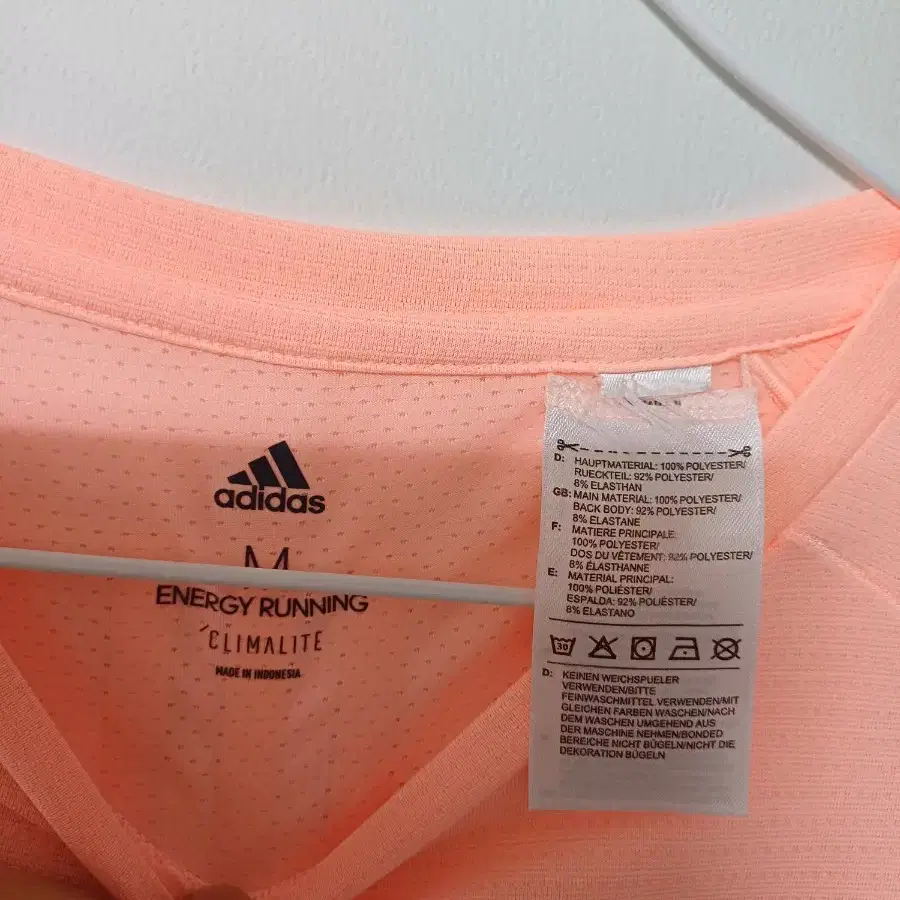 adidas
M
ENERGY RUNNING
CLIMALITE
MADE IN INDONESIA
D: HAUPTMATERIAL: 100% POLYESTER/
RUECKTEIL: 92% POLYESTER/
8% ELASTHAN
GB: MAIN MATERIAL: 100% POLYESTER/
BACK BODY: 92% POLYESTER/
8% ELASTANE
F: MATIERE PRINCIPALE:
100% POLYESTER/
DOS DU VÊTEMENT: 92% POLYESTER/
8% ÉLASTHANNE
E: MATERIAL PRINCIPAL:
100% POLIÉSTER/
ESPALDA: 92% POLIÉSTER/
8% ELASTANO
30
D: KEINEN WEICHSPUELER
VERWENDEN/BITTE
FEINWASCHMITTEL VERWENDEN/MIT
GLEICHEN FARBEN WASCHEN/NACH
DEM WASCHEN UMGEHEND AUS
DER MASCHINE NEHMEN/BONDED
BEREICHE NICHT BÜGELN/NICHT DIE
DEKORATION BÜGELN